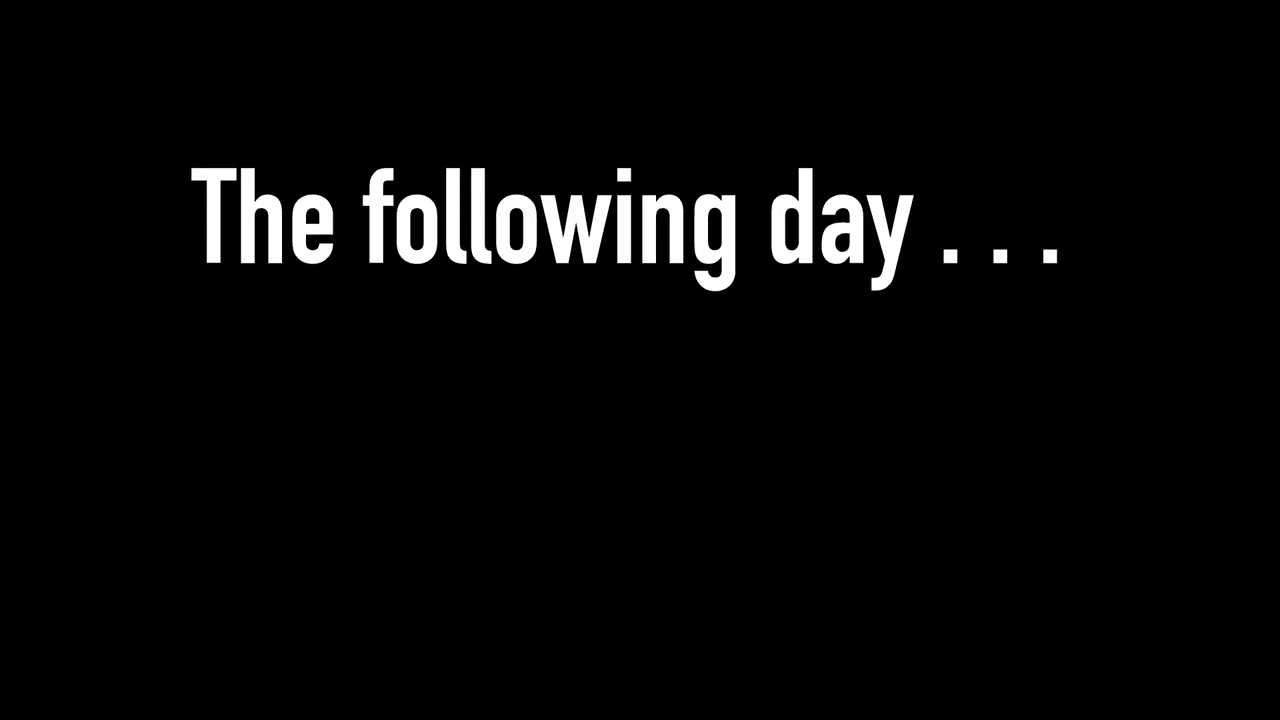 The following day . . .